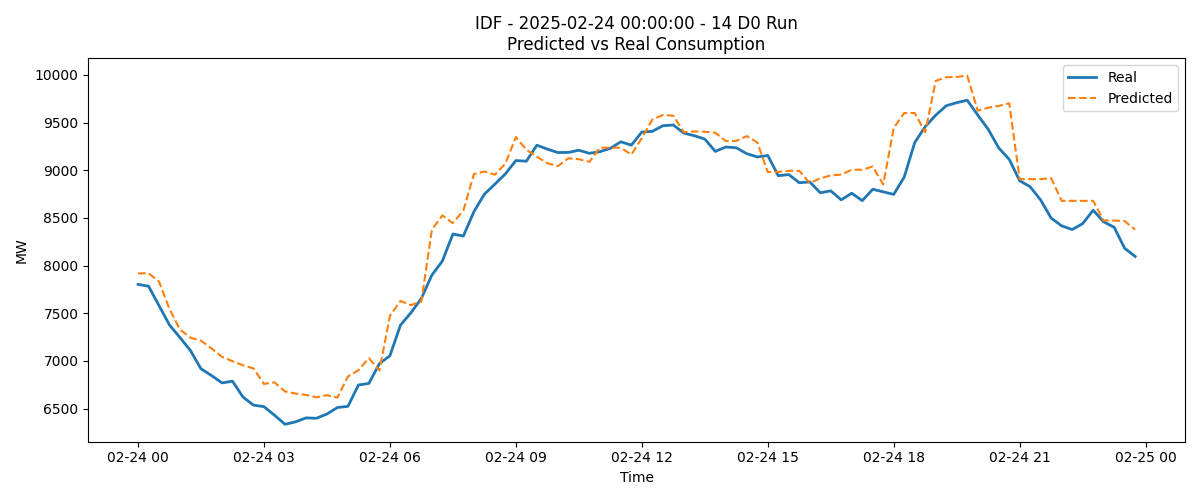 IDF - 2025-02-24 00:00:00 - 14 D0 Run
Predicted vs Real Consumption
Real
Predicted
MW
10000
9500
9000
8500
8000
7500
7000
6500
02-24 00
02-24 03
02-24 06
02-24 09
02-24 12
02-24 15
02-24 18
02-24 21
02-25 00
Time